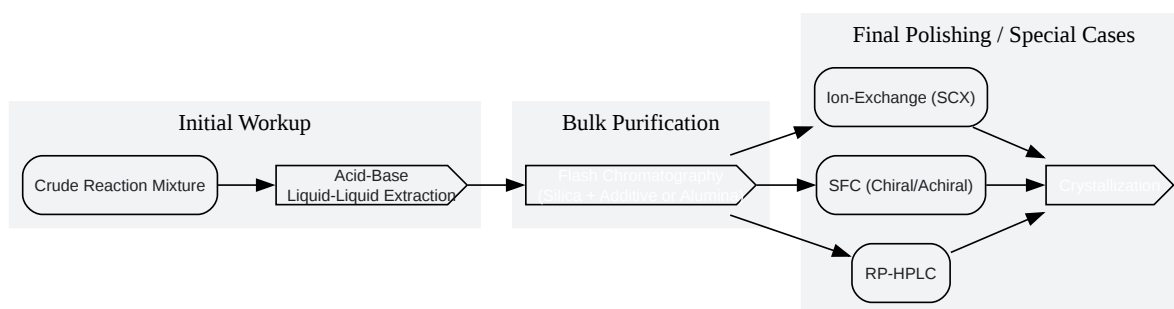 Initial Workup
Crude Reaction Mixture
Acid-Base
Liquid-Liquid Extraction
Bulk Purification
Flash Chromatography
(Silica + Additive or Alumina)
Final Polishing / Special Cases
Ion-Exchange (SCX)
SFC (Chiral/Achiral)
RP-HPLC
Crystallization